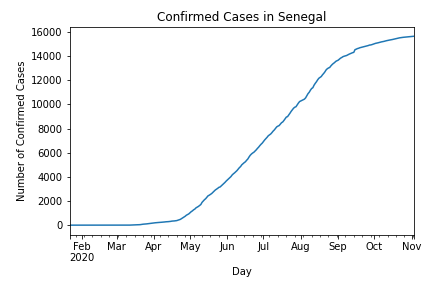 Confirmed Cases in Senegal
Number of Confirmed Cases
16000
14000
12000
10000
8000
6000
4000
2000
0
Feb Mar Apr May Jun Jul Aug Sep Oct Nov
2020
Day